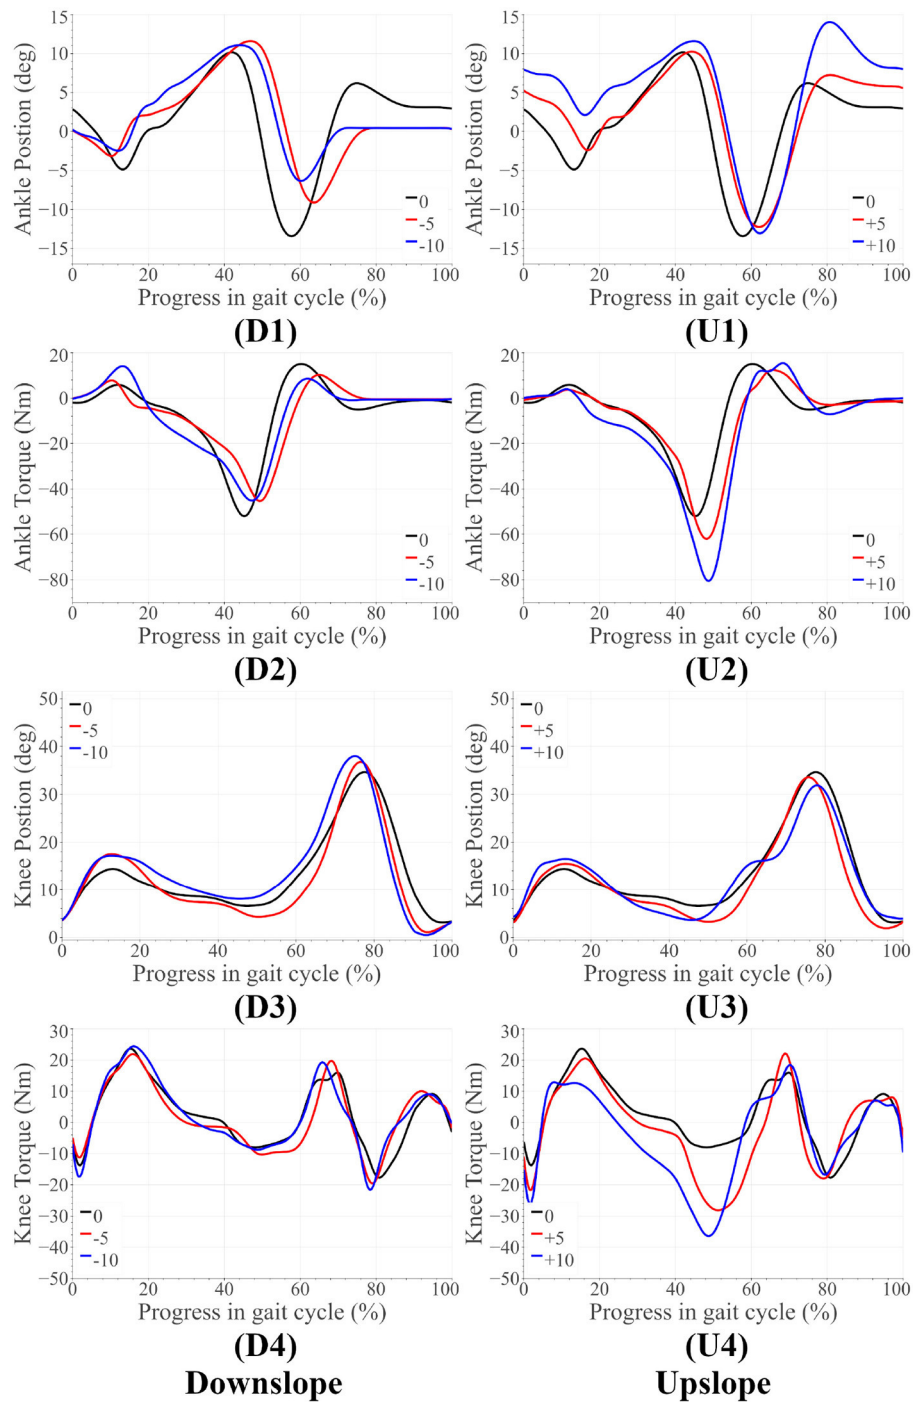 Ankle Postion (deg)
15
10
5
0
−5
−10
−15
0
-5
-10
0 20 40 60 80 100
Progress in gait cycle (%)
(D1)
Ankle Postion (deg)
15
10
5
0
−5
−10
−15
0
+5
+10
0 20 40 60 80 100
Progress in gait cycle (%)
(U1)
Ankle Torque (Nm)
20
0
−20
−40
−60
−80
0
-5
-10
0 20 40 60 80 100
Progress in gait cycle (%)
(D2)
Ankle Torque (Nm)
20
0
−20
−40
−60
−80
0
+5
+10
0 20 40 60 80 100
Progress in gait cycle (%)
(U2)
Knee Postion (deg)
50
40
30
20
10
0
0
-5
-10
0 20 40 60 80 100
Progress in gait cycle (%)
(D3)
Knee Postion (deg)
50
40
30
20
10
0
0
+5
+10
0 20 40 60 80 100
Progress in gait cycle (%)
(U3)
Knee Torque (Nm)
30
20
10
0
−10
−20
−30
−40
−50
0
-5
-10
0 20 40 60 80 100
Progress in gait cycle (%)
(D4)
Knee Torque (Nm)
30
20
10
0
−10
−20
−30
−40
−50
0
+5
+10
0 20 40 60 80 100
Progress in gait cycle (%)
(U4)
Downslope
Upslope